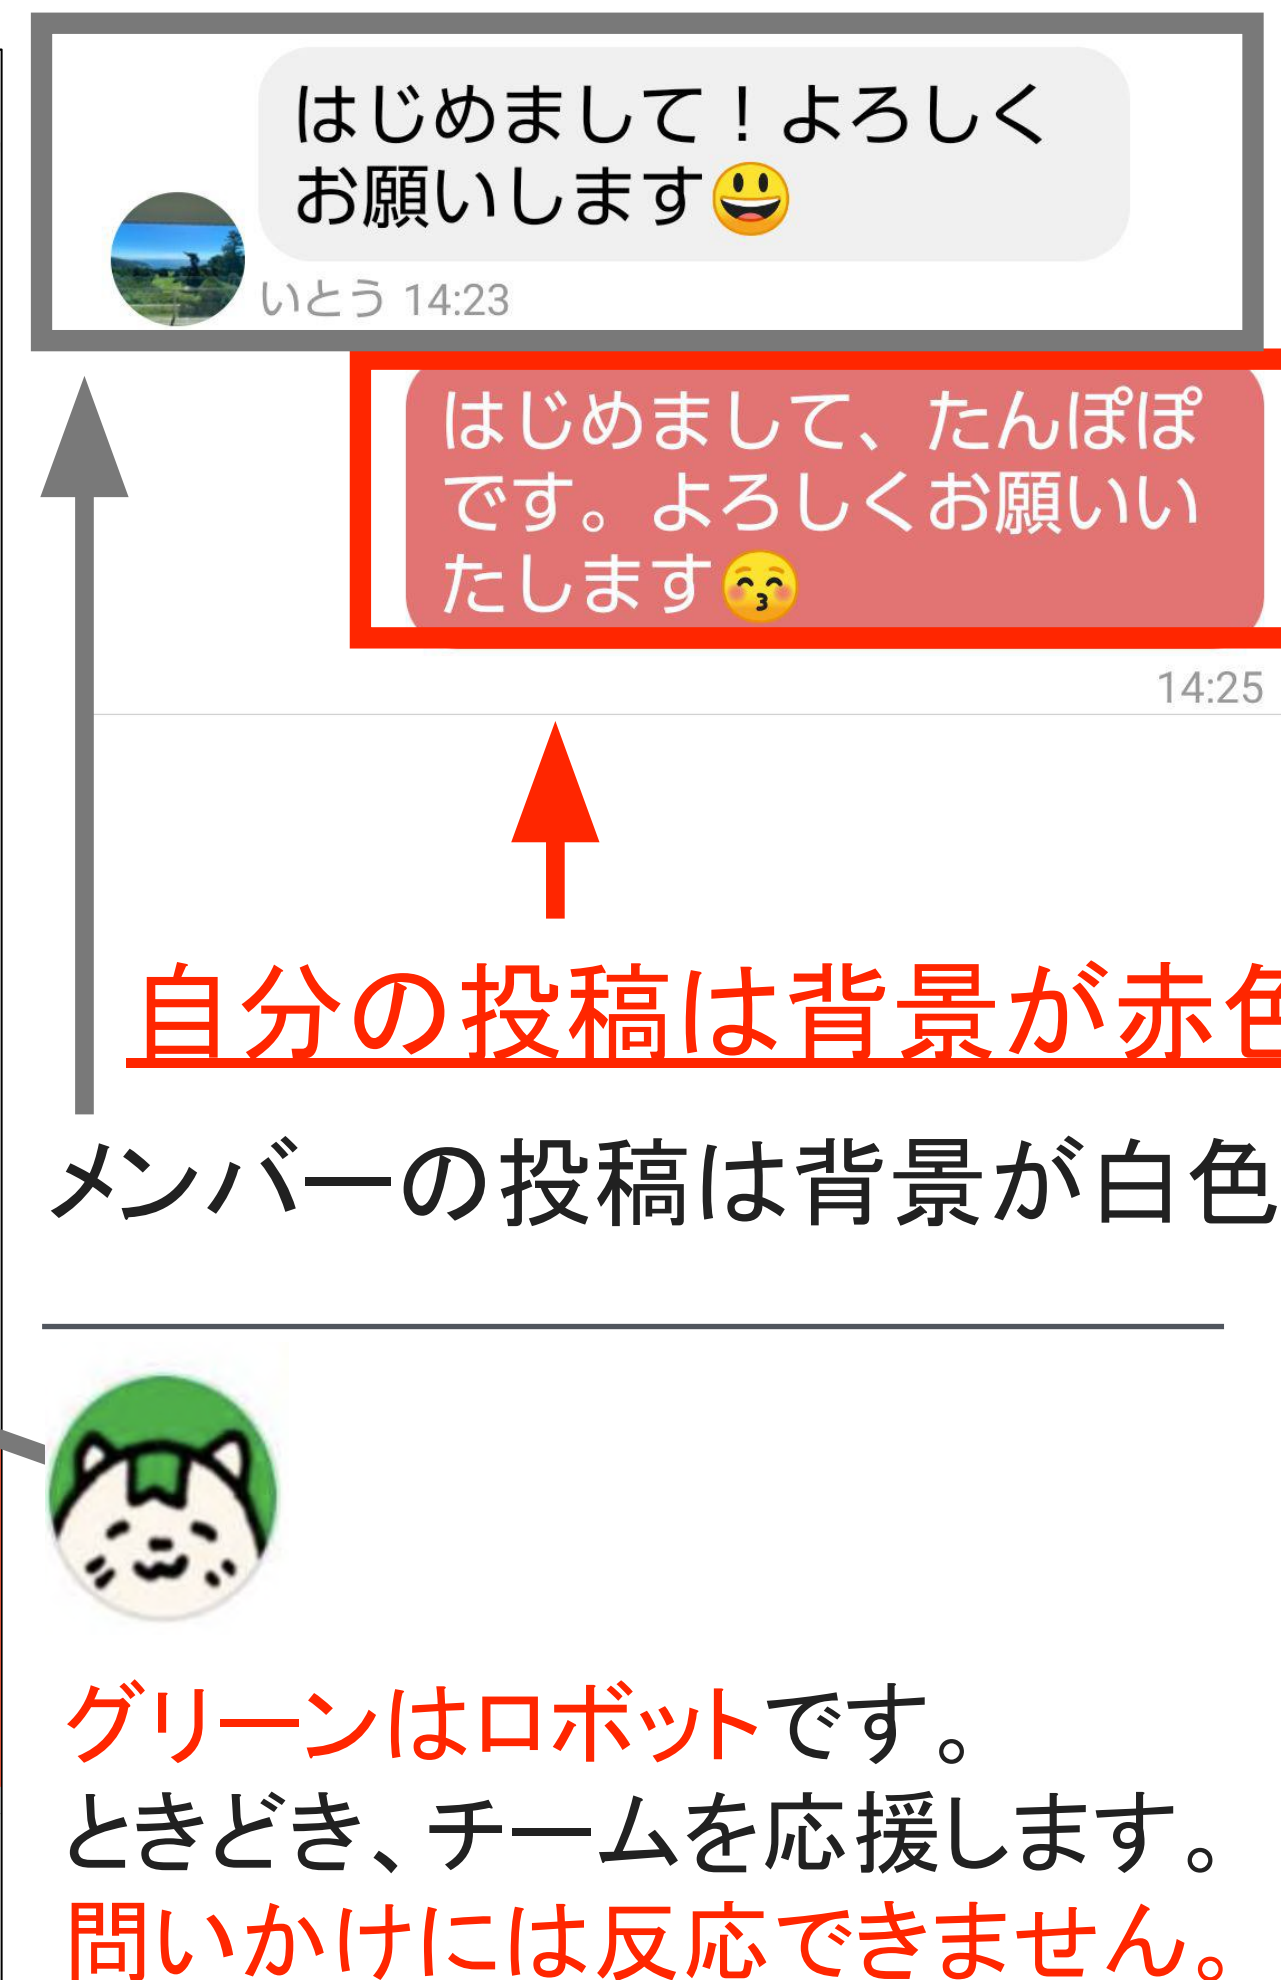 はじめまして！よろしく
お願いします😃
いとう 14:23
はじめまして、たんぽぽ
です。よろしくお願いい
たします😚
14:25
自分の投稿は背景が赤色
メンバーの投稿は背景が白色
グリーンはロボットです。
ときどき、チームを応援します。
問いかけには反応できません。